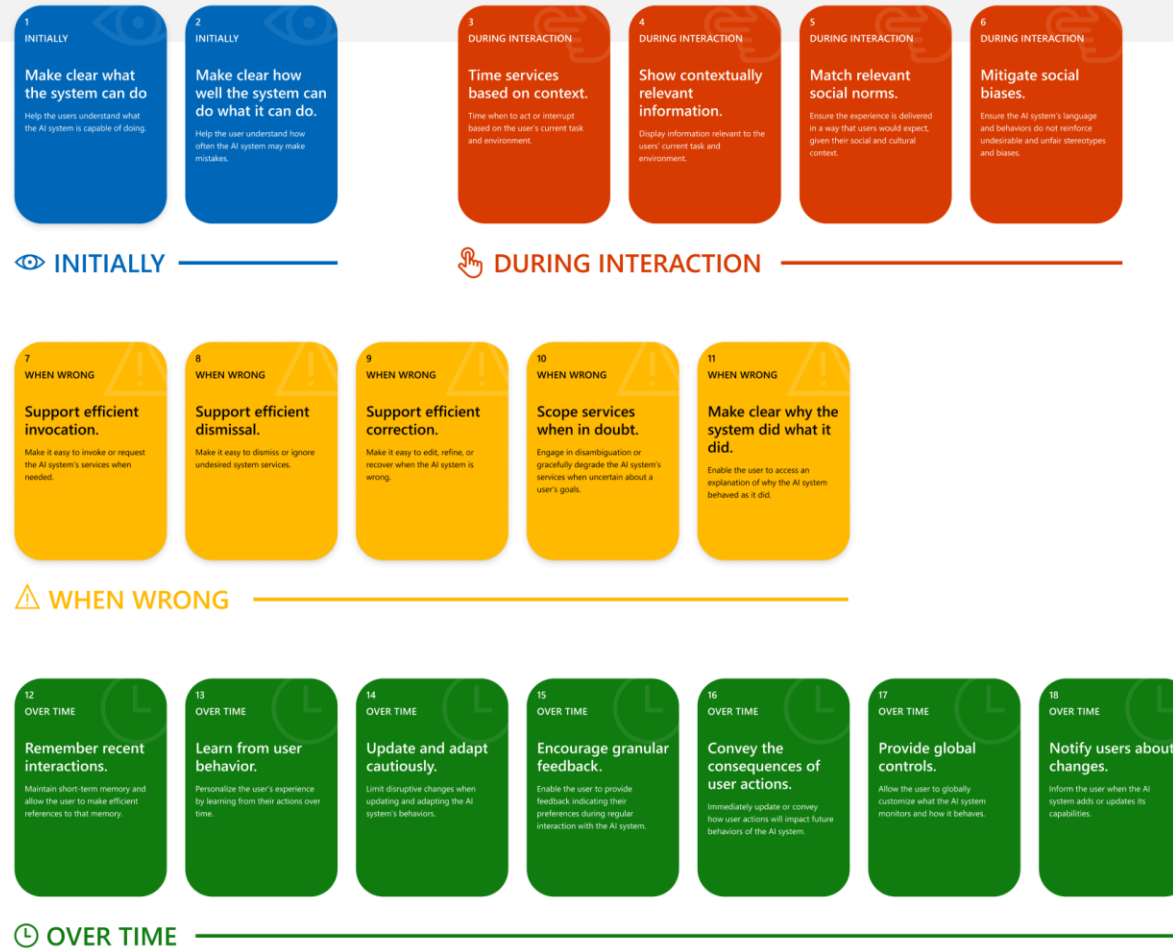 1
INITIALLY
Make clear what
the system can do
Help the users understand what
the AI system is capable of doing.
2
INITIALLY
Make clear how
well the system can
do what it can do.
Help the user understand how
often the AI system may make
mistakes.
3
DURING INTERACTION
Time services
based on context.
Time when to act or interrupt
based on the user's current task
and environment.
4
DURING INTERACTION
Show contextually
relevant
information.
Display information relevant to the
users' current task and
environment.
5
DURING INTERACTION
Match relevant
social norms.
Ensure the experience is delivered
in a way that users would expect,
given their social and cultural
context.
6
DURING INTERACTION
Mitigate social
biases.
Ensure the AI system's language
and behaviors do not reinforce
undesirable and unfair stereotypes
and biases.
INITIALLY
DURING INTERACTION
7
WHEN WRONG
Support efficient
invocation.
Make it easy to invoke or request
the AI system's services when
needed.
8
WHEN WRONG
Support efficient
dismissal.
Make it easy to dismiss or ignore
undesired system services.
9
WHEN WRONG
Support efficient
correction.
Make it easy to edit, refine, or
recover when the AI system is
wrong.
10
WHEN WRONG
Scope services
when in doubt.
Engage in disambiguation or
gracefully degrade the AI system's
services when uncertain about a
user's goals.
11
WHEN WRONG
Make clear why the
system did what it
did.
Enable the user to access an
explanation of why the AI system
behaved as it did.
WHEN WRONG
12
OVER TIME
Remember recent
interactions.
Maintain short-term memory and
allow the user to make efficient
references to that memory.
13
OVER TIME
Learn from user
behavior.
Personalize the user's experience
by learning from their actions over
time.
14
OVER TIME
Update and adapt
cautiously.
Limit disruptive changes when
updating and adapting the AI
system's behaviors.
15
OVER TIME
Encourage granular
feedback.
Enable the user to provide
feedback indicating their
preferences during regular
interaction with the AI system.
16
OVER TIME
Convey the
consequences of
user actions.
Immediately update or convey
how user actions will impact future
behaviors of the AI system.
17
OVER TIME
Provide global
controls.
Allow the user to globally
customize what the AI system
monitors and how it behaves.
18
OVER TIME
Notify users about
changes.
Inform the user when the AI
system adds or updates its
capabilities.
OVER TIME